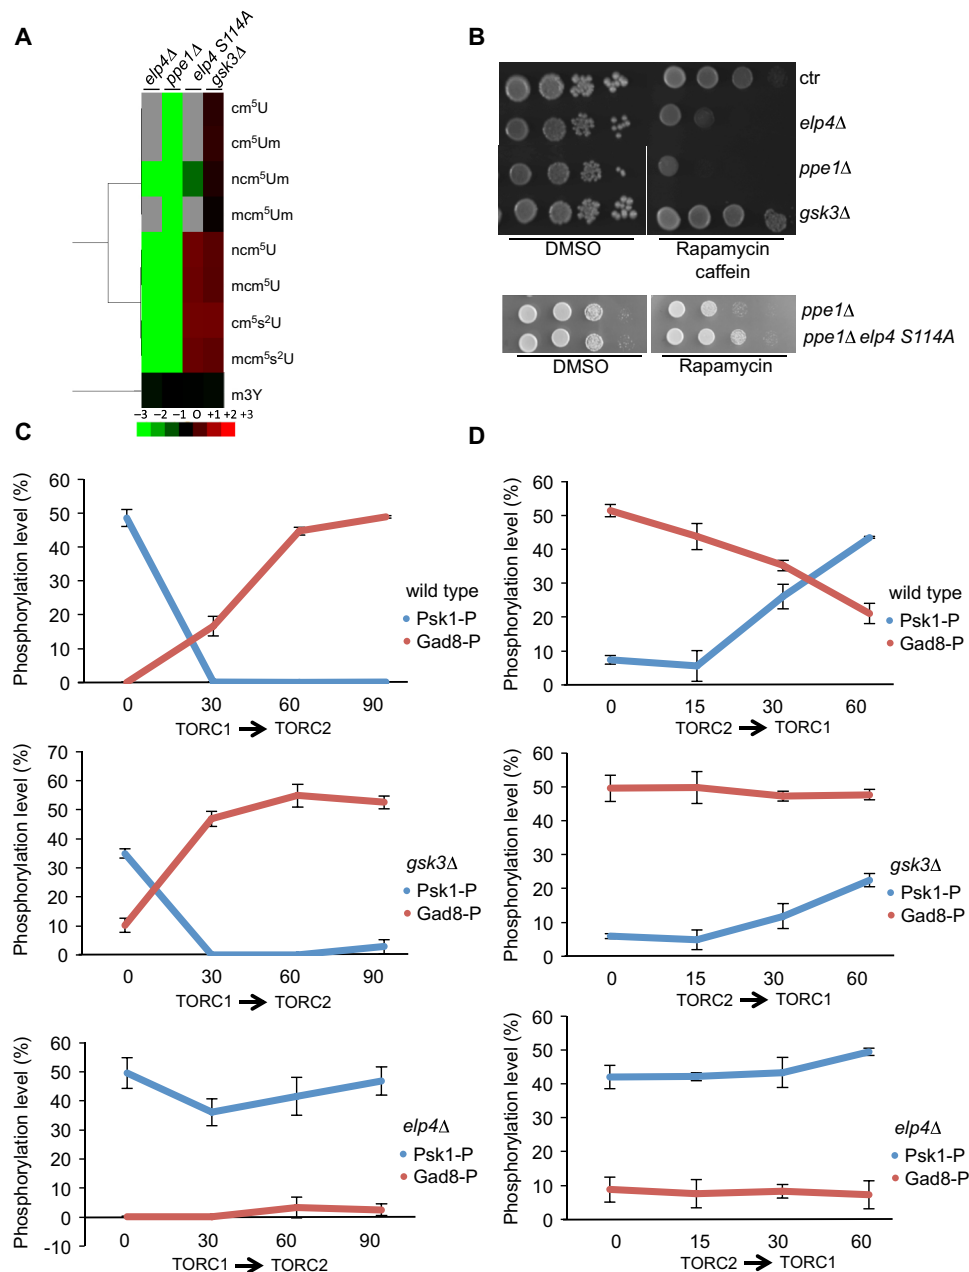 A
elp4Δ
ppe1Δ
elp4 S114A
gsk3Δ
cm⁵U
cm⁵Um
ncm⁵Um
mcm⁵Um
ncm⁵U
mcm⁵U
cm⁵s²U
mcm⁵s²U
m3Y
−3 −2 −1 O +1 +2 +3
B
ctr
elp4Δ
ppe1Δ
gsk3Δ
DMSO
Rapamycin
caffein
ppe1Δ
ppe1Δ elp4 S114A
DMSO
Rapamycin
C
Phosphorylation level (%)
60
50
40
30
20
10
0
0 30 60 90
TORC1 → TORC2
wild type
Psk1-P
Gad8-P
Phosphorylation level (%)
70
60
50
40
30
20
10
0
0 30 60 90
TORC1 → TORC2
gsk3Δ
Psk1-P
Gad8-P
Phosphorylation level (%)
60
50
40
30
20
10
0
-10
0 30 60 90
TORC1 → TORC2
elp4Δ
Psk1-P
Gad8-P
D
Phosphorylation level (%)
60
50
40
30
20
10
0
0 15 30 60
TORC2 → TORC1
wild type
Psk1-P
Gad8-P
Phosphorylation level (%)
60
50
40
30
20
10
0
0 15 30 60
TORC2 → TORC1
gsk3Δ
Psk1-P
Gad8-P
Phosphorylation level (%)
60
50
40
30
20
10
0
0 15 30 60
TORC2 → TORC1
elp4Δ
Psk1-P
Gad8-P